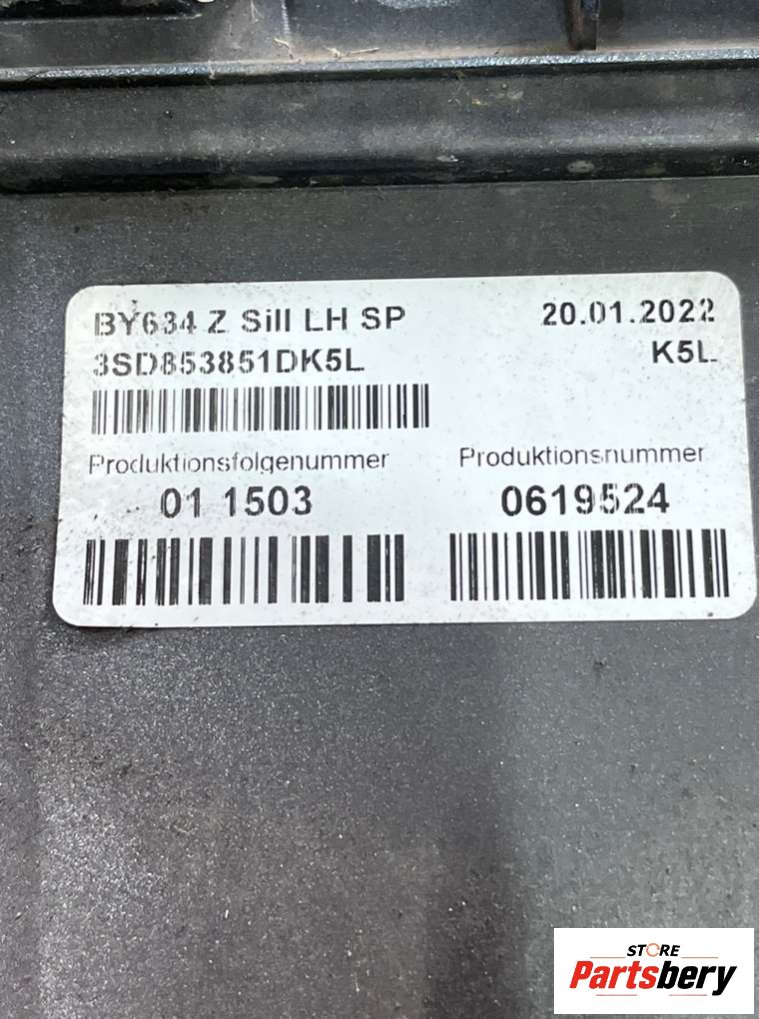 BY634 Z Sill LH SP 20.01.2022
3SD853851DK5L K5L
Produktionsfolgenummer Produktionsnummer
01 1503 0619524
STORE
Partsbery